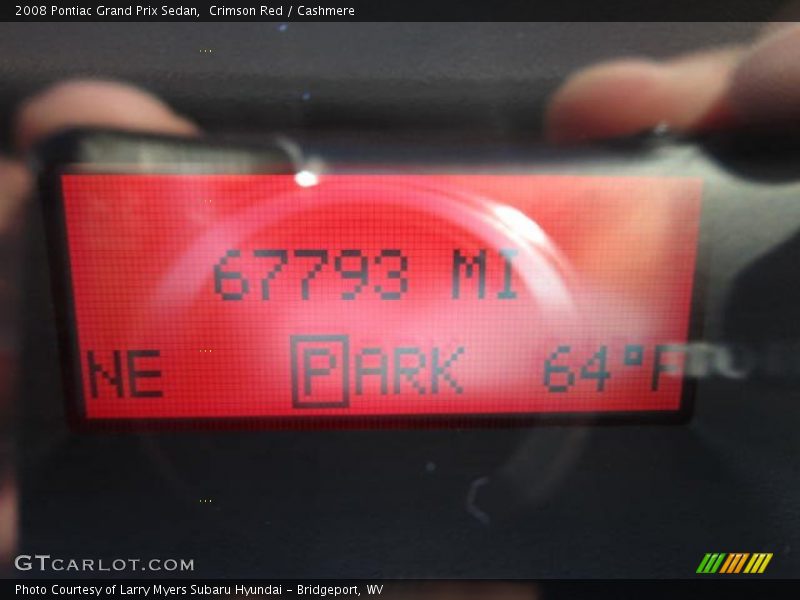 2008 Pontiac Grand Prix Sedan,  Crimson Red / Cashmere
67793 MI
NE PARK 64°F
GTCARLOT.COM
Photo Courtesy of Larry Myers Subaru Hyundai - Bridgeport, WV